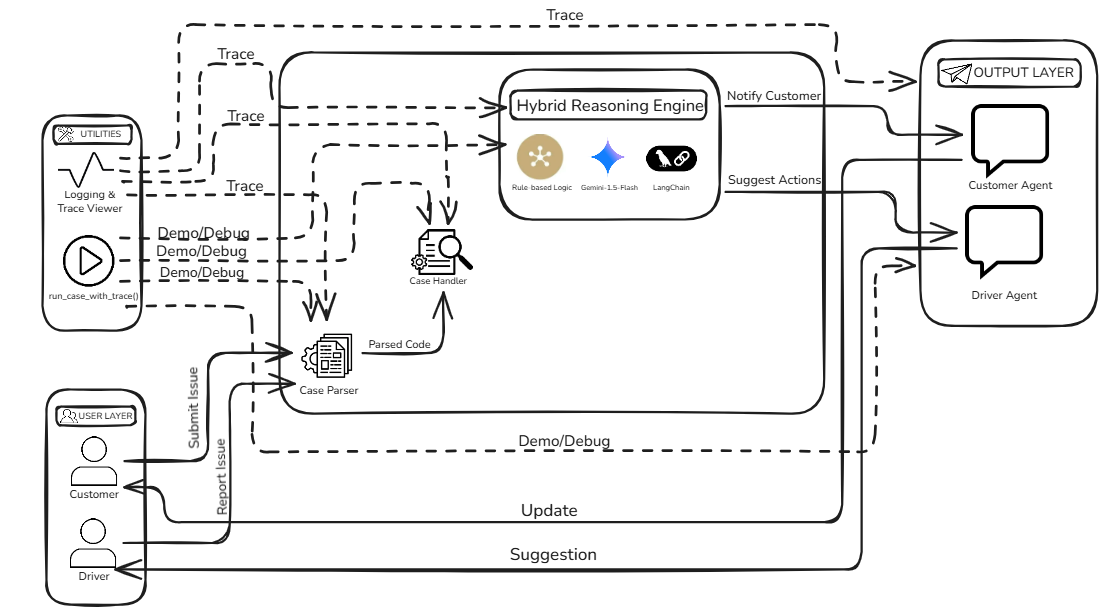 Trace
Trace
Trace
Trace
UTILITIES
Logging &
Trace Viewer
Demo/Debug
Demo/Debug
Demo/Debug
run_case_with_trace()
Hybrid Reasoning Engine
Rule-based Logic
Gemini-1.5-Flash
LangChain
Notify Customer
Suggest Actions
OUTPUT LAYER
Customer Agent
Driver Agent
Case Handler
Parsed Code
Case Parser
Submit Issue
Report Issue
USER LAYER
Customer
Driver
Demo/Debug
Update
Suggestion